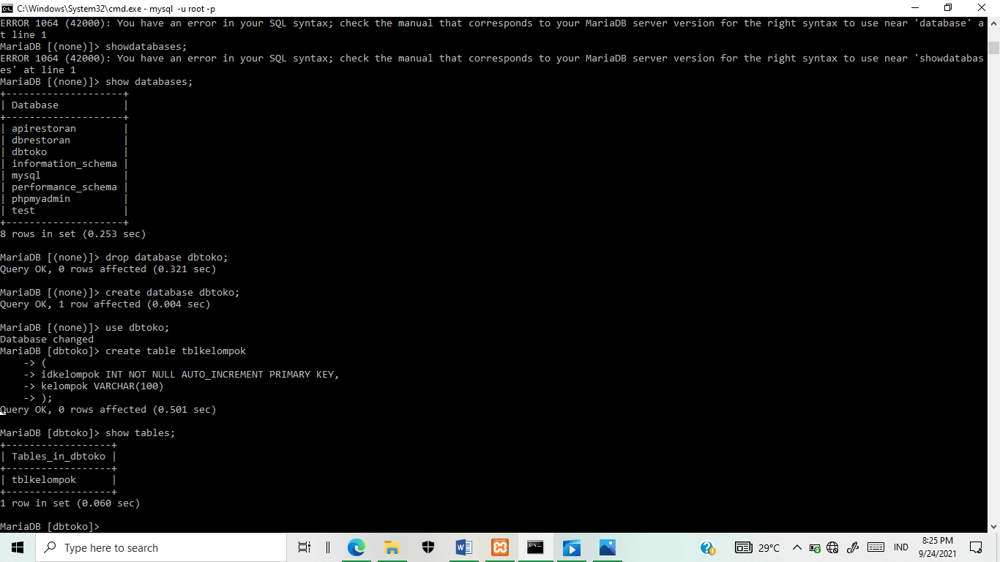 C:\Windows\System32\cmd.exe - mysql  -u root -p
ERROR 1064 (42000): You have an error in your SQL syntax; check the manual that corresponds to your MariaDB server version for the right syntax to use near 'database' a
t line 1
MariaDB [(none)]> showdatabases;
ERROR 1064 (42000): You have an error in your SQL syntax; check the manual that corresponds to your MariaDB server version for the right syntax to use near 'showdatabas
es' at line 1
MariaDB [(none)]> show databases;
+--------------------+
| Database           |
+--------------------+
| apirestoran        |
| dbrestoran         |
| dbtoko             |
| information_schema |
| mysql              |
| performance_schema |
| phpmyadmin         |
| test               |
+--------------------+
8 rows in set (0.253 sec)
MariaDB [(none)]> drop database dbtoko;
Query OK, 0 rows affected (0.321 sec)
MariaDB [(none)]> create database dbtoko;
Query OK, 1 row affected (0.004 sec)
MariaDB [(none)]> use dbtoko;
Database changed
MariaDB [dbtoko]> create table tblkelompok
    -> (
    -> idkelompok INT NOT NULL AUTO_INCREMENT PRIMARY KEY,
    -> kelompok VARCHAR(100)
    -> );
Query OK, 0 rows affected (0.501 sec)
MariaDB [dbtoko]> show tables;
+------------------+
| Tables_in_dbtoko |
+------------------+
| tblkelompok      |
+------------------+
1 row in set (0.060 sec)
MariaDB [dbtoko]>
Type here to search
29°C
IND
8:25 PM
9/24/2021